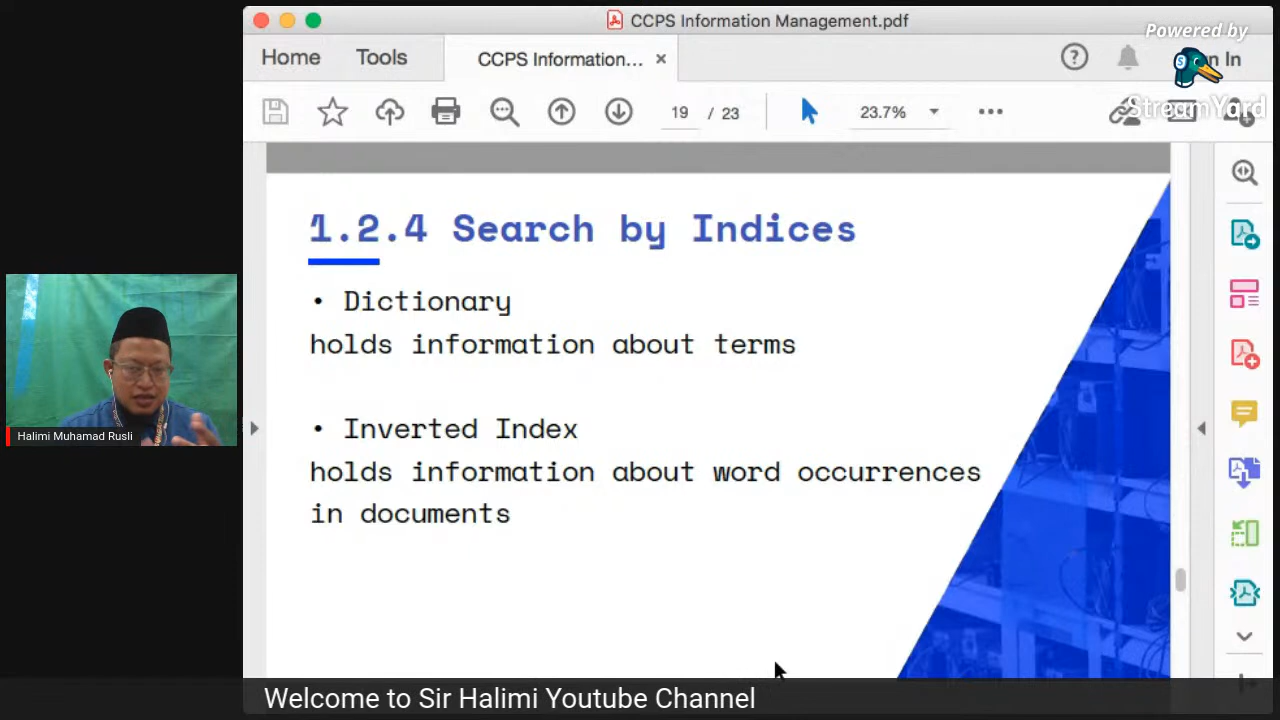 CCPS Information Management.pdf
Powered by
Home
Tools
CCPS Information...
In
StreamYard
19 / 23
23.7%
1.2.4 Search by Indices
• Dictionary
holds information about terms
• Inverted Index
holds information about word occurrences
in documents
Halimi Muhamad Rusli
Welcome to Sir Halimi Youtube Channel